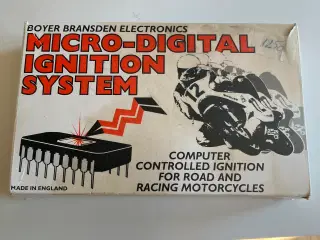 BOYER BRANSDEN ELECTRONICS
MICRO-DIGITAL
IGNITION
SYSTEM
COMPUTER
CONTROLLED IGNITION
FOR ROAD AND
RACING MOTORCYCLES
MADE IN ENGLAND